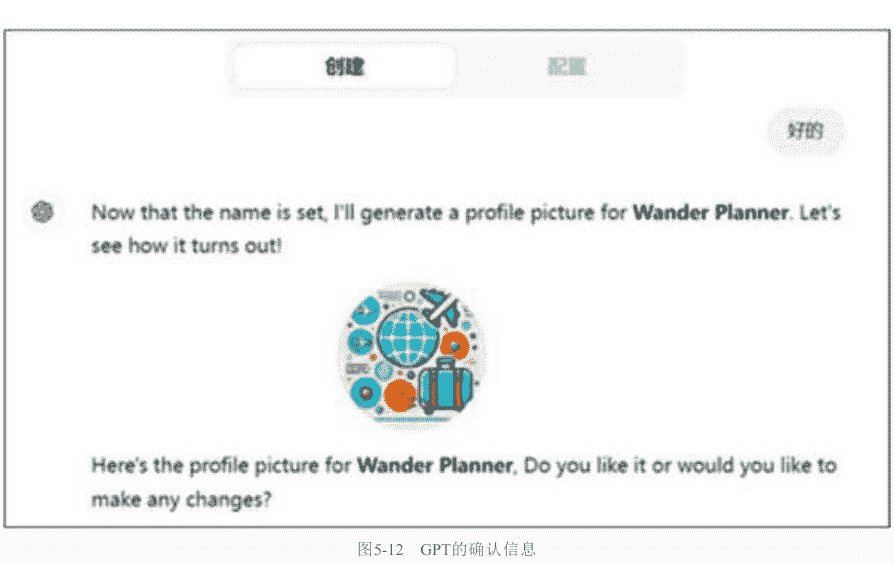 创建
配置
好的
Now that the name is set, I'll generate a profile picture for Wander Planner. Let's
see how it turns out!
Here's the profile picture for Wander Planner. Do you like it or would you like to
make any changes?
图5-12 GPT的确认信息